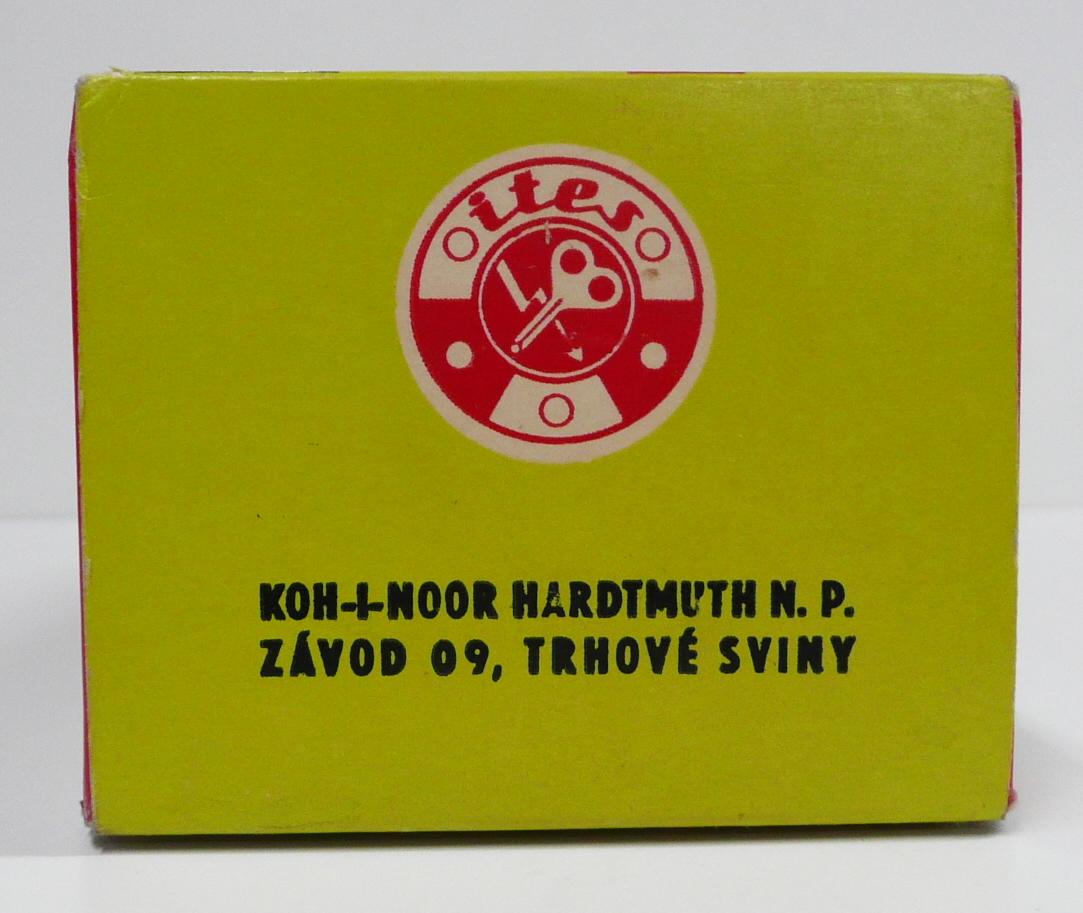 ites
KOH-I-NOOR HARDTMUTH N. P.
ZÁVOD 09, TRHOVÉ SVINY